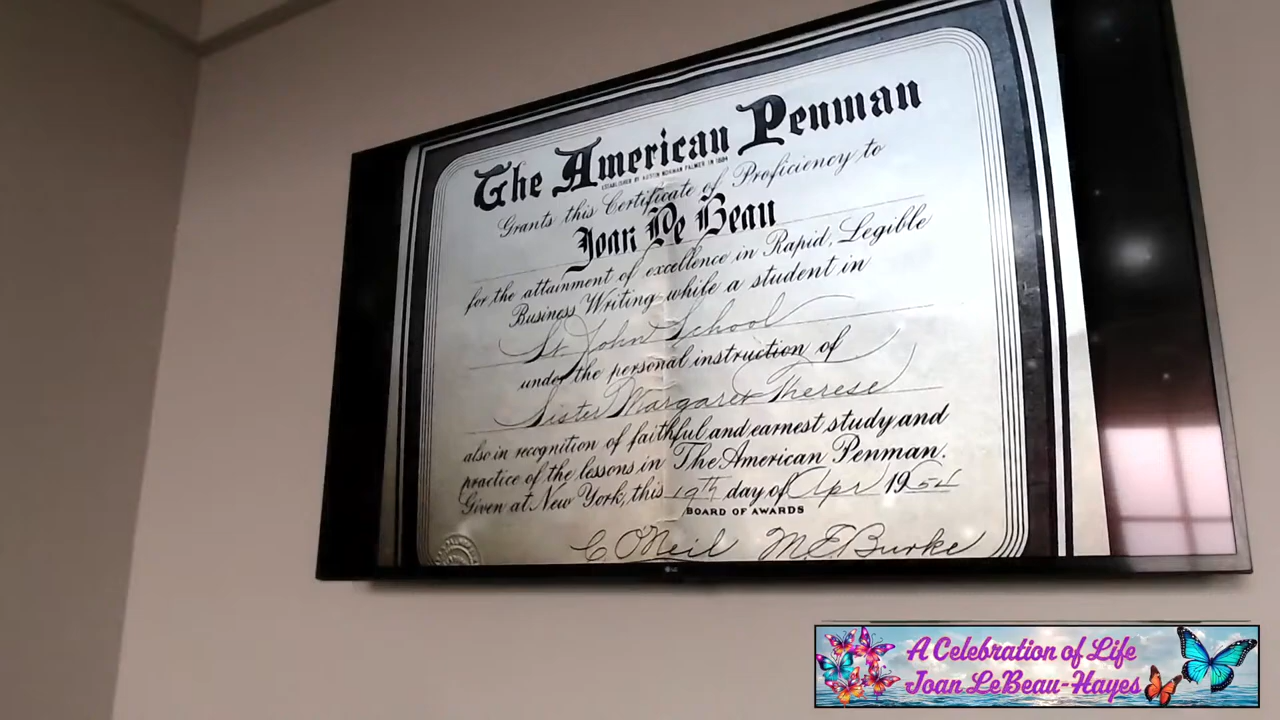 The American Penman
ESTABLISHED BY AUSTIN NORMAN PALMER IN 1884
Grants this Certificate of Proficiency to
Joan Le Beau
for the attainment of excellence in Rapid, Legible
Business Writing while a student in
St. John School
under the personal instruction of
Sister Margaret Therese
also in recognition of faithful and earnest study and
practice of the lessons in The American Penman.
Given at New York, this 19th day of Apr 1954
BOARD OF AWARDS
C O'Neil M E Burke
LG
A Celebration of Life
Joan LeBeau-Hayes